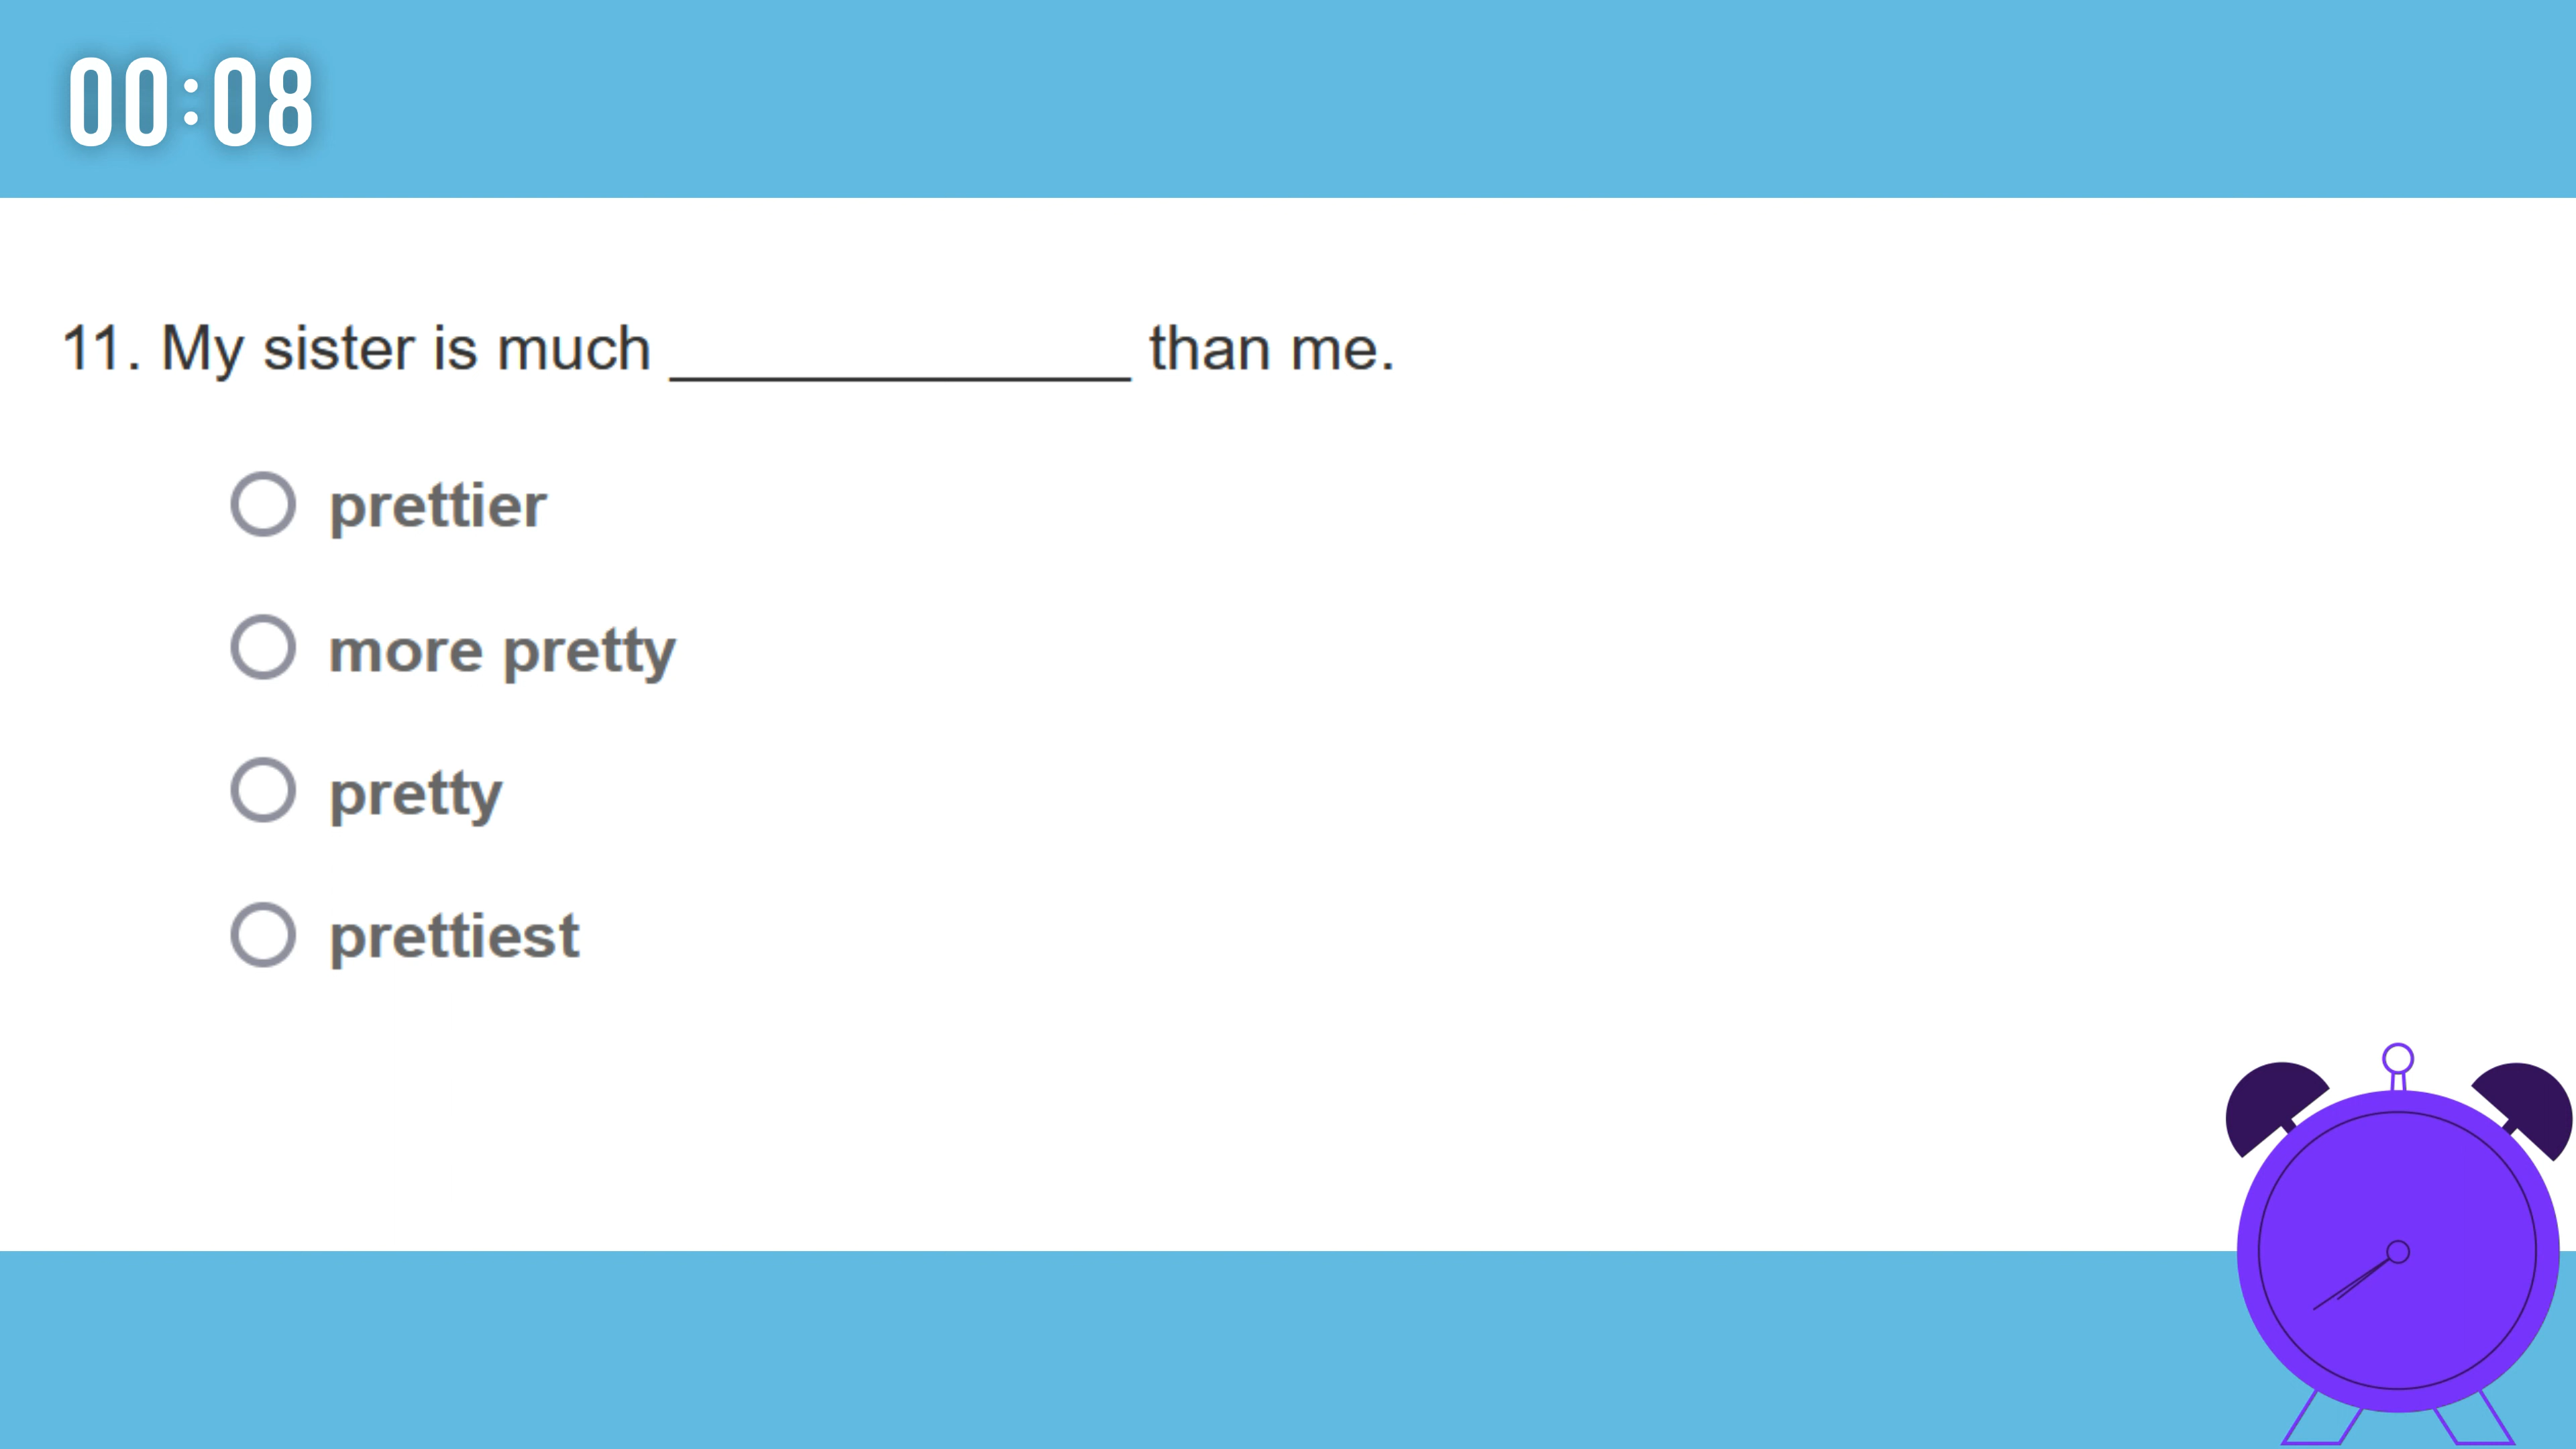 00:08
11. My sister is much ______________ than me.
prettier
more pretty
pretty
prettiest